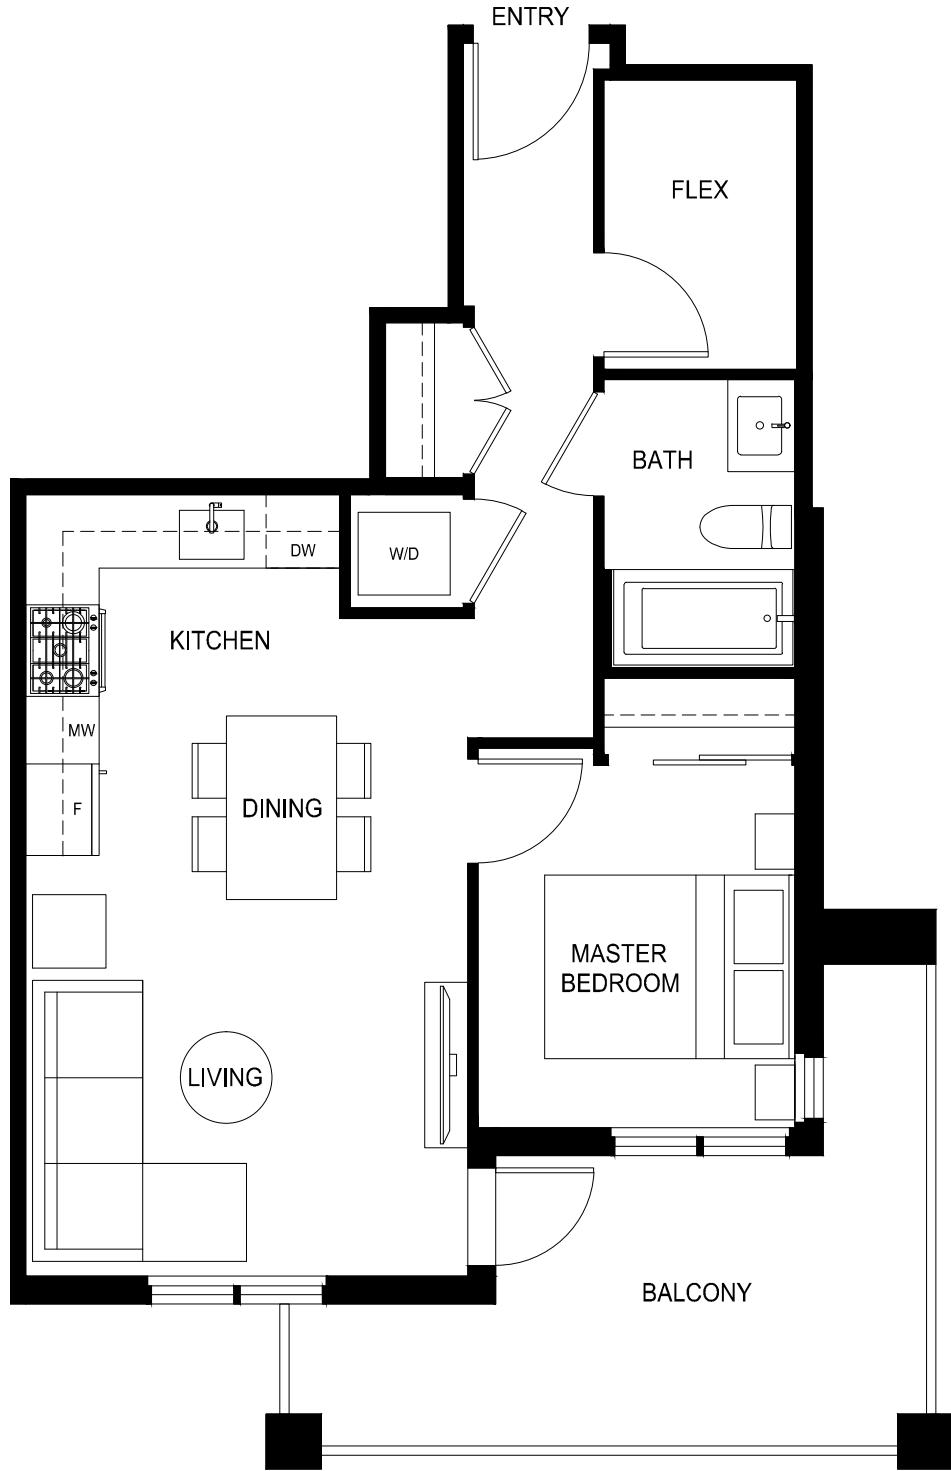 ENTRY
FLEX
BATH
DW
W/D
KITCHEN
MW
F
DINING
MASTER
BEDROOM
LIVING
BALCONY